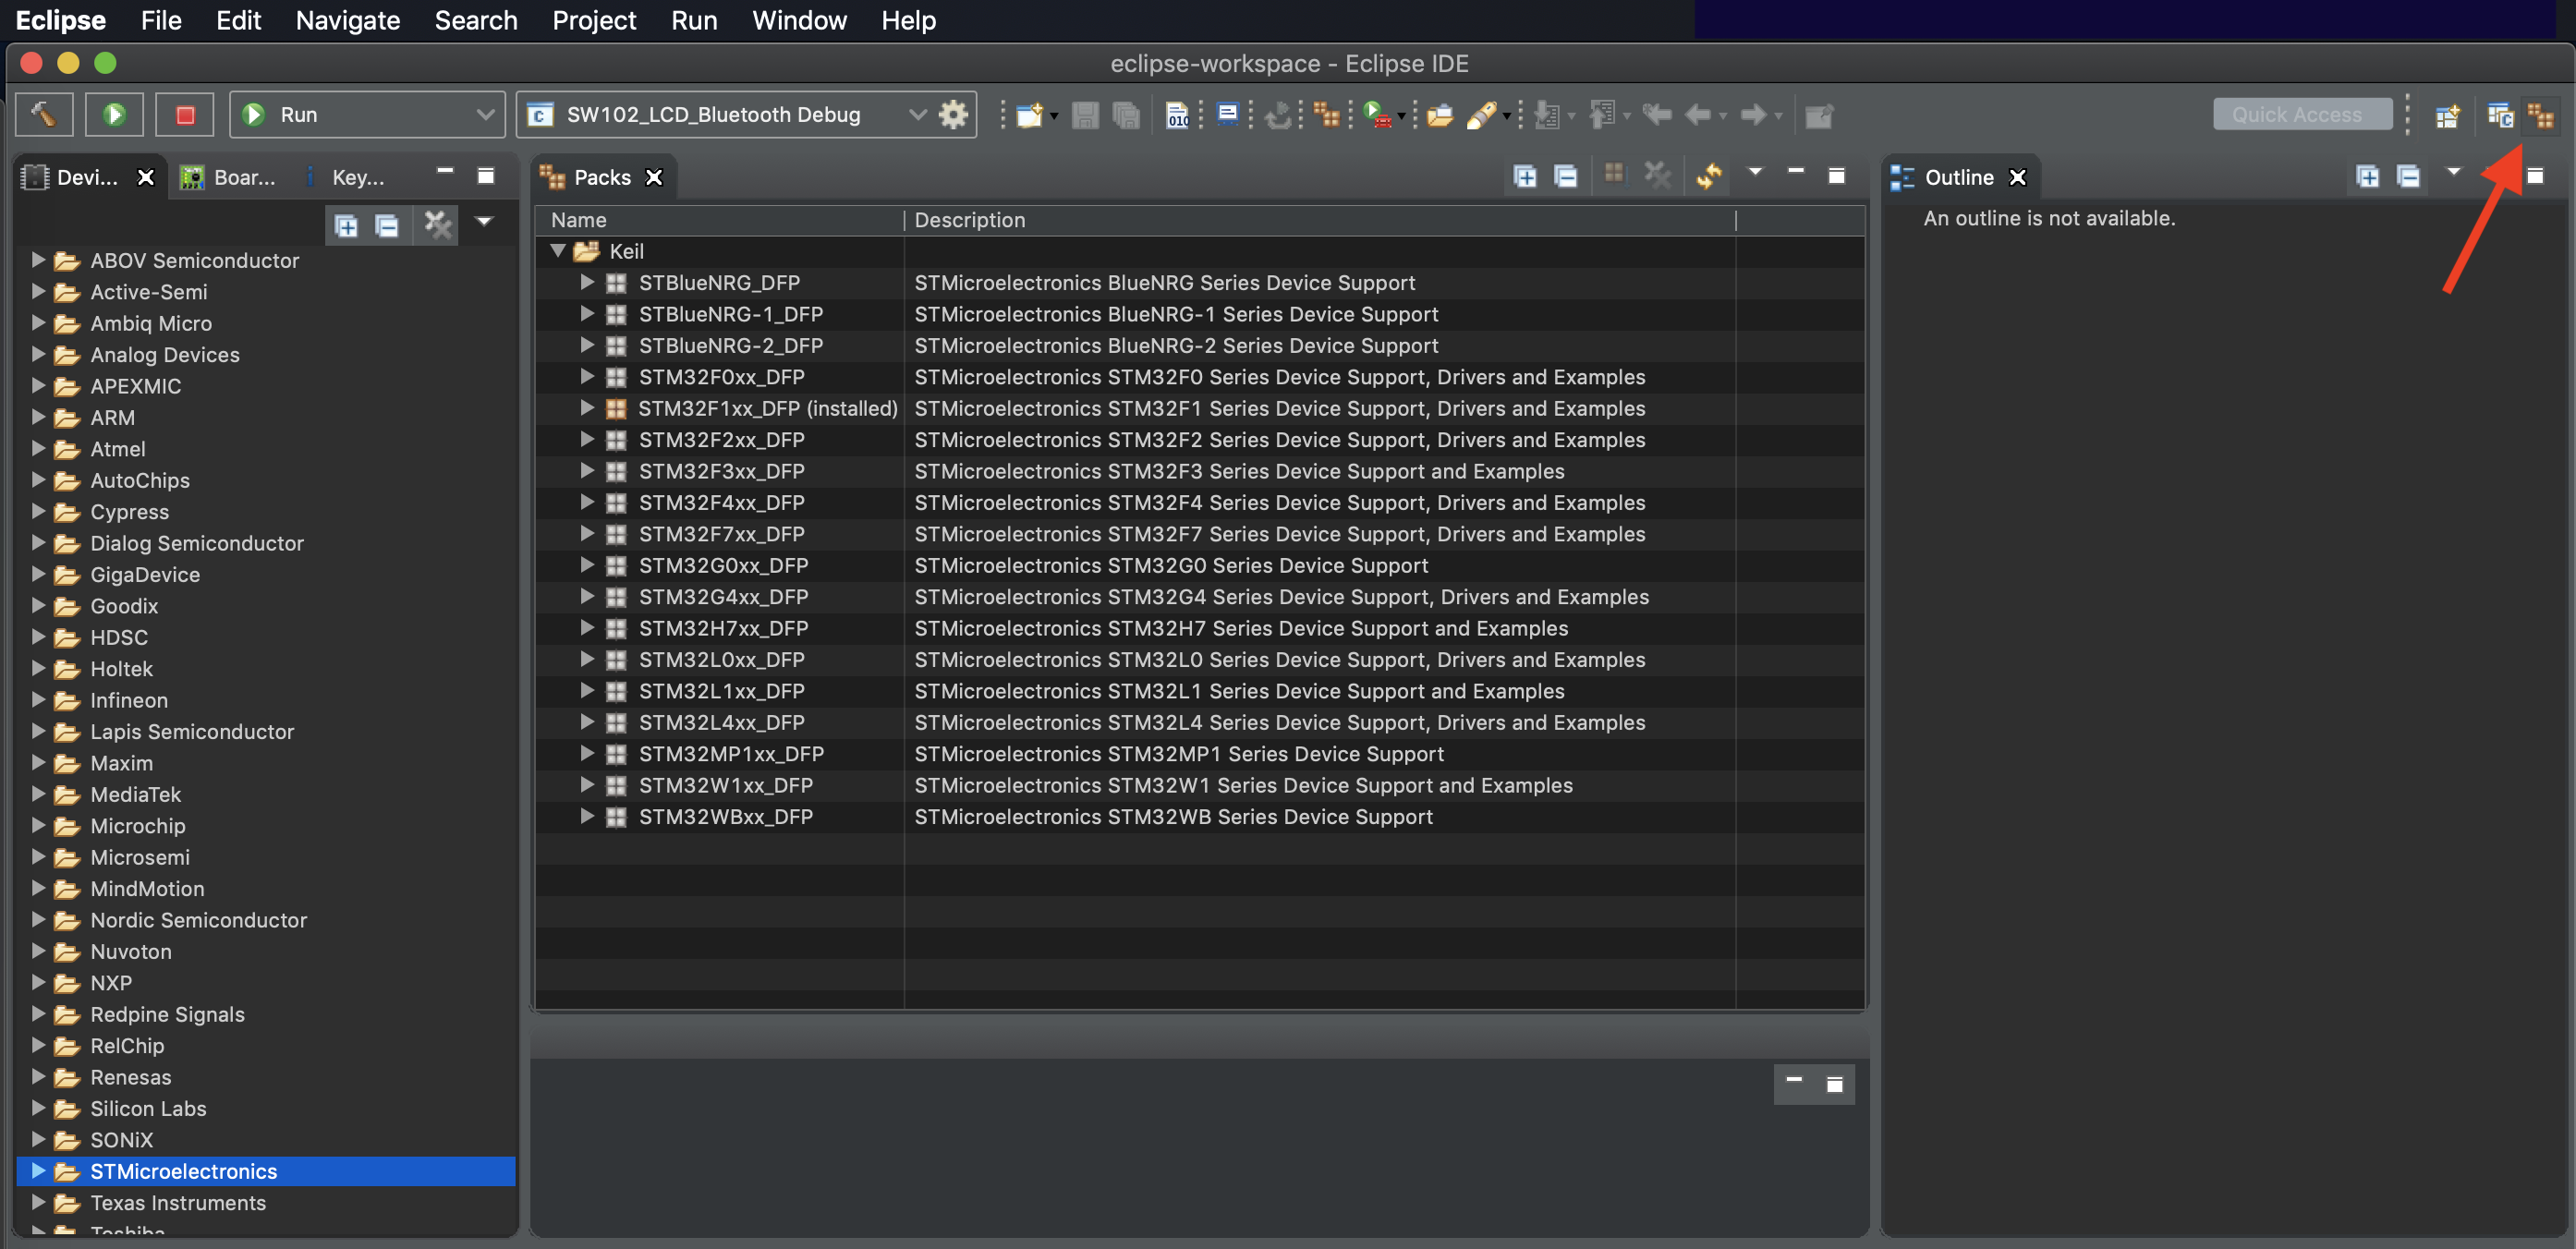 Eclipse File Edit Navigate Search Project Run Window Help
eclipse-workspace - Eclipse IDE
Run
SW102_LCD_Bluetooth Debug
010
Quick Access
Devi...
Boar...
Key...
ABOV Semiconductor
Active-Semi
Ambiq Micro
Analog Devices
APEXMIC
ARM
Atmel
AutoChips
Cypress
Dialog Semiconductor
GigaDevice
Goodix
HDSC
Holtek
Infineon
Lapis Semiconductor
Maxim
MediaTek
Microchip
Microsemi
MindMotion
Nordic Semiconductor
Nuvoton
NXP
Redpine Signals
RelChip
Renesas
Silicon Labs
SONiX
STMicroelectronics
Texas Instruments
Toshiba
Packs
Name Description
Keil
STBlueNRG_DFP STMicroelectronics BlueNRG Series Device Support
STBlueNRG-1_DFP STMicroelectronics BlueNRG-1 Series Device Support
STBlueNRG-2_DFP STMicroelectronics BlueNRG-2 Series Device Support
STM32F0xx_DFP STMicroelectronics STM32F0 Series Device Support, Drivers and Examples
STM32F1xx_DFP (installed) STMicroelectronics STM32F1 Series Device Support, Drivers and Examples
STM32F2xx_DFP STMicroelectronics STM32F2 Series Device Support, Drivers and Examples
STM32F3xx_DFP STMicroelectronics STM32F3 Series Device Support and Examples
STM32F4xx_DFP STMicroelectronics STM32F4 Series Device Support, Drivers and Examples
STM32F7xx_DFP STMicroelectronics STM32F7 Series Device Support, Drivers and Examples
STM32G0xx_DFP STMicroelectronics STM32G0 Series Device Support
STM32G4xx_DFP STMicroelectronics STM32G4 Series Device Support, Drivers and Examples
STM32H7xx_DFP STMicroelectronics STM32H7 Series Device Support and Examples
STM32L0xx_DFP STMicroelectronics STM32L0 Series Device Support, Drivers and Examples
STM32L1xx_DFP STMicroelectronics STM32L1 Series Device Support and Examples
STM32L4xx_DFP STMicroelectronics STM32L4 Series Device Support, Drivers and Examples
STM32MP1xx_DFP STMicroelectronics STM32MP1 Series Device Support
STM32W1xx_DFP STMicroelectronics STM32W1 Series Device Support and Examples
STM32WBxx_DFP STMicroelectronics STM32WB Series Device Support
Outline
An outline is not available.